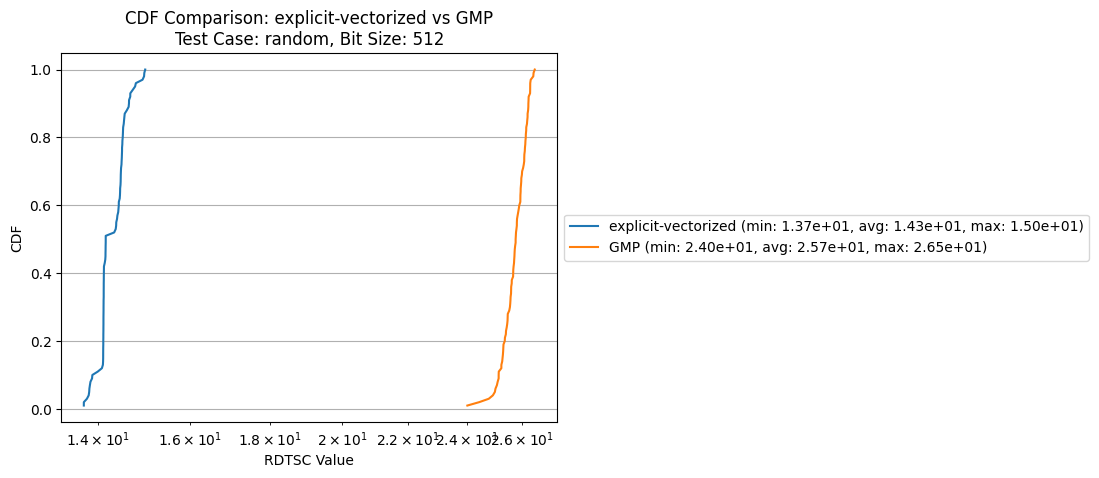 CDF Comparison: explicit-vectorized vs GMP
Test Case: random, Bit Size: 512
1.0
0.8
0.6
0.4
0.2
0.0
CDF
1.4 × 10¹ 1.6 × 10¹ 1.8 × 10¹ 2 × 10¹ 2.2 × 10¹ 2.4 × 10¹ 2.6 × 10¹
RDTSC Value
explicit-vectorized (min: 1.37e+01, avg: 1.43e+01, max: 1.50e+01)
GMP (min: 2.40e+01, avg: 2.57e+01, max: 2.65e+01)